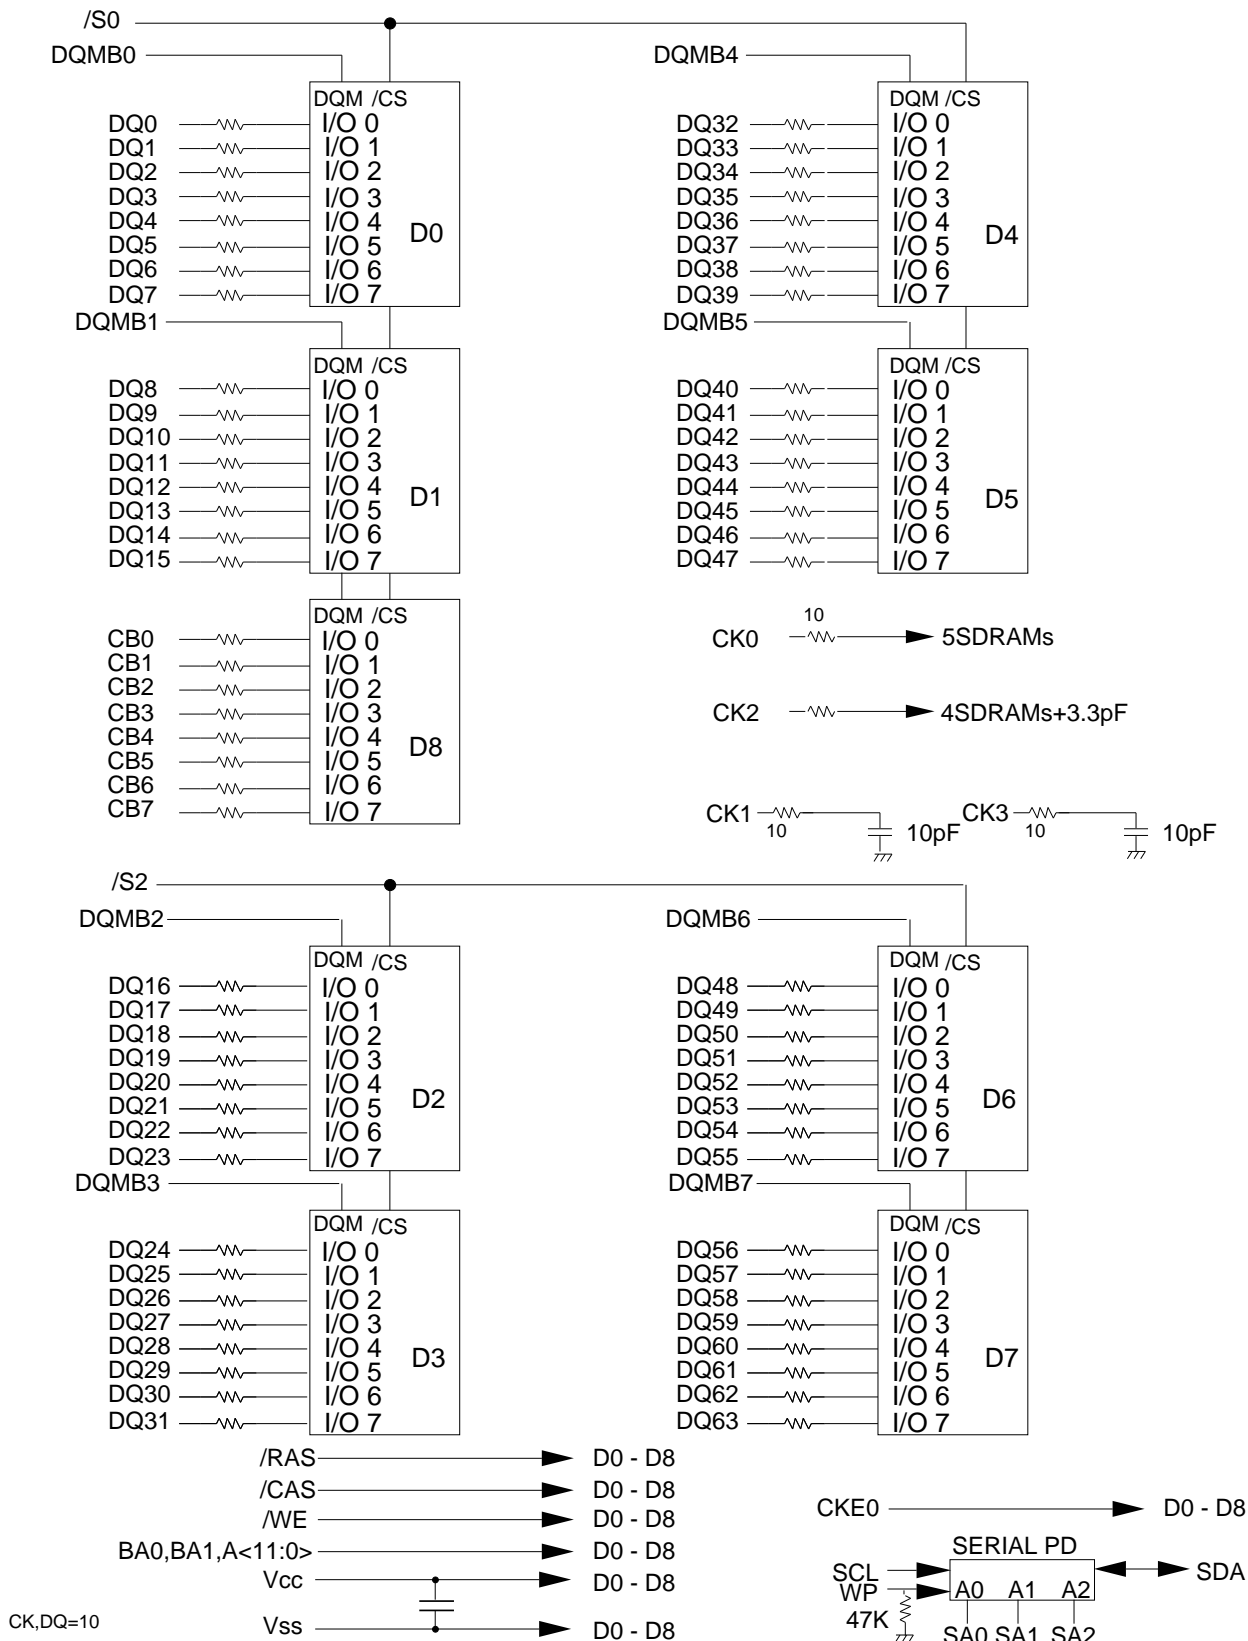 /S0
DQMB0
DQM /CS
DQ0 I/O 0
DQ1 I/O 1
DQ2 I/O 2
DQ3 I/O 3
DQ4 I/O 4
DQ5 I/O 5
DQ6 I/O 6
DQ7 I/O 7
D0
DQMB4
DQM /CS
DQ32 I/O 0
DQ33 I/O 1
DQ34 I/O 2
DQ35 I/O 3
DQ36 I/O 4
DQ37 I/O 5
DQ38 I/O 6
DQ39 I/O 7
D4
DQMB1
DQM /CS
DQ8 I/O 0
DQ9 I/O 1
DQ10 I/O 2
DQ11 I/O 3
DQ12 I/O 4
DQ13 I/O 5
DQ14 I/O 6
DQ15 I/O 7
D1
DQMB5
DQM /CS
DQ40 I/O 0
DQ41 I/O 1
DQ42 I/O 2
DQ43 I/O 3
DQ44 I/O 4
DQ45 I/O 5
DQ46 I/O 6
DQ47 I/O 7
D5
DQM /CS
CB0 I/O 0
CB1 I/O 1
CB2 I/O 2
CB3 I/O 3
CB4 I/O 4
CB5 I/O 5
CB6 I/O 6
CB7 I/O 7
D8
10
CK0 5SDRAMs
CK2 4SDRAMs+3.3pF
CK1 10 10pF
CK3 10 10pF
/S2
DQMB2
DQM /CS
DQ16 I/O 0
DQ17 I/O 1
DQ18 I/O 2
DQ19 I/O 3
DQ20 I/O 4
DQ21 I/O 5
DQ22 I/O 6
DQ23 I/O 7
D2
DQMB6
DQM /CS
DQ48 I/O 0
DQ49 I/O 1
DQ50 I/O 2
DQ51 I/O 3
DQ52 I/O 4
DQ53 I/O 5
DQ54 I/O 6
DQ55 I/O 7
D6
DQMB3
DQM /CS
DQ24 I/O 0
DQ25 I/O 1
DQ26 I/O 2
DQ27 I/O 3
DQ28 I/O 4
DQ29 I/O 5
DQ30 I/O 6
DQ31 I/O 7
D3
DQMB7
DQM /CS
DQ56 I/O 0
DQ57 I/O 1
DQ58 I/O 2
DQ59 I/O 3
DQ60 I/O 4
DQ61 I/O 5
DQ62 I/O 6
DQ63 I/O 7
D7
/RAS D0 - D8
/CAS D0 - D8
/WE D0 - D8
BA0,BA1,A<11:0> D0 - D8
Vcc D0 - D8
Vss D0 - D8
CK,DQ=10
CKE0 D0 - D8
SERIAL PD
SCL SDA
WP A0 A1 A2
47K
SA0 SA1 SA2